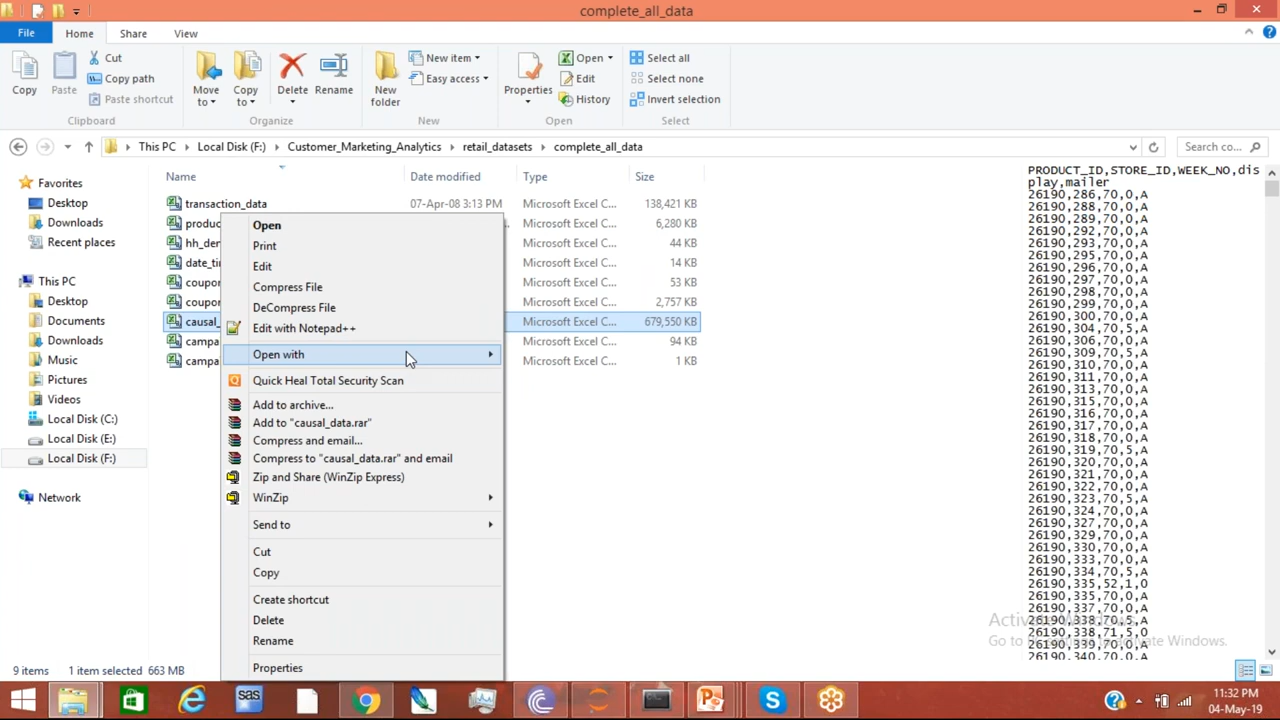 complete_all_data
File Home Share View
Copy
Paste
Cut
Copy path
Paste shortcut
Clipboard
Move to
Copy to
Delete
Rename
Organize
New folder
New item
Easy access
New
Properties
Open
Edit
History
Open
Select all
Select none
Invert selection
Select
This PC Local Disk (F:) Customer_Marketing_Analytics retail_datasets complete_all_data
Search co...
Favorites
Desktop
Downloads
Recent places
This PC
Desktop
Documents
Downloads
Music
Pictures
Videos
Local Disk (C:)
Local Disk (E:)
Local Disk (F:)
Network
Name Date modified Type Size
transaction_data 07-Apr-08 3:13 PM Microsoft Excel C... 138,421 KB
produc Microsoft Excel C... 6,280 KB
hh_den Microsoft Excel C... 44 KB
date_tin Microsoft Excel C... 14 KB
coupor Microsoft Excel C... 53 KB
coupor Microsoft Excel C... 2,757 KB
causal_ Microsoft Excel C... 679,550 KB
campa Microsoft Excel C... 94 KB
campa Microsoft Excel C... 1 KB
Open
Print
Edit
Compress File
DeCompress File
Edit with Notepad++
Open with
Quick Heal Total Security Scan
Add to archive...
Add to "causal_data.rar"
Compress and email...
Compress to "causal_data.rar" and email
Zip and Share (WinZip Express)
WinZip
Send to
Cut
Copy
Create shortcut
Delete
Rename
Properties
PRODUCT_ID,STORE_ID,WEEK_NO,dis
play,mailer
26190,286,70,0,A
26190,288,70,0,A
26190,289,70,0,A
26190,292,70,0,A
26190,293,70,0,A
26190,295,70,0,A
26190,296,70,0,A
26190,297,70,0,A
26190,298,70,0,A
26190,299,70,0,A
26190,300,70,0,A
26190,304,70,5,A
26190,306,70,0,A
26190,309,70,5,A
26190,310,70,0,A
26190,311,70,0,A
26190,313,70,0,A
26190,315,70,0,A
26190,316,70,0,A
26190,317,70,0,A
26190,318,70,0,A
26190,319,70,5,A
26190,320,70,0,A
26190,321,70,0,A
26190,322,70,0,A
26190,323,70,5,A
26190,324,70,0,A
26190,327,70,0,A
26190,329,70,0,A
26190,330,70,0,A
26190,333,70,0,A
26190,334,70,5,A
26190,335,52,1,0
26190,335,70,0,A
26190,337,70,0,A
26190,338,71,5,0
26190,339,70,0,A
26190,340,70,0,A
Go to
activate Windows.
9 items 1 item selected 663 MB
sas
11:32 PM
04-May-19